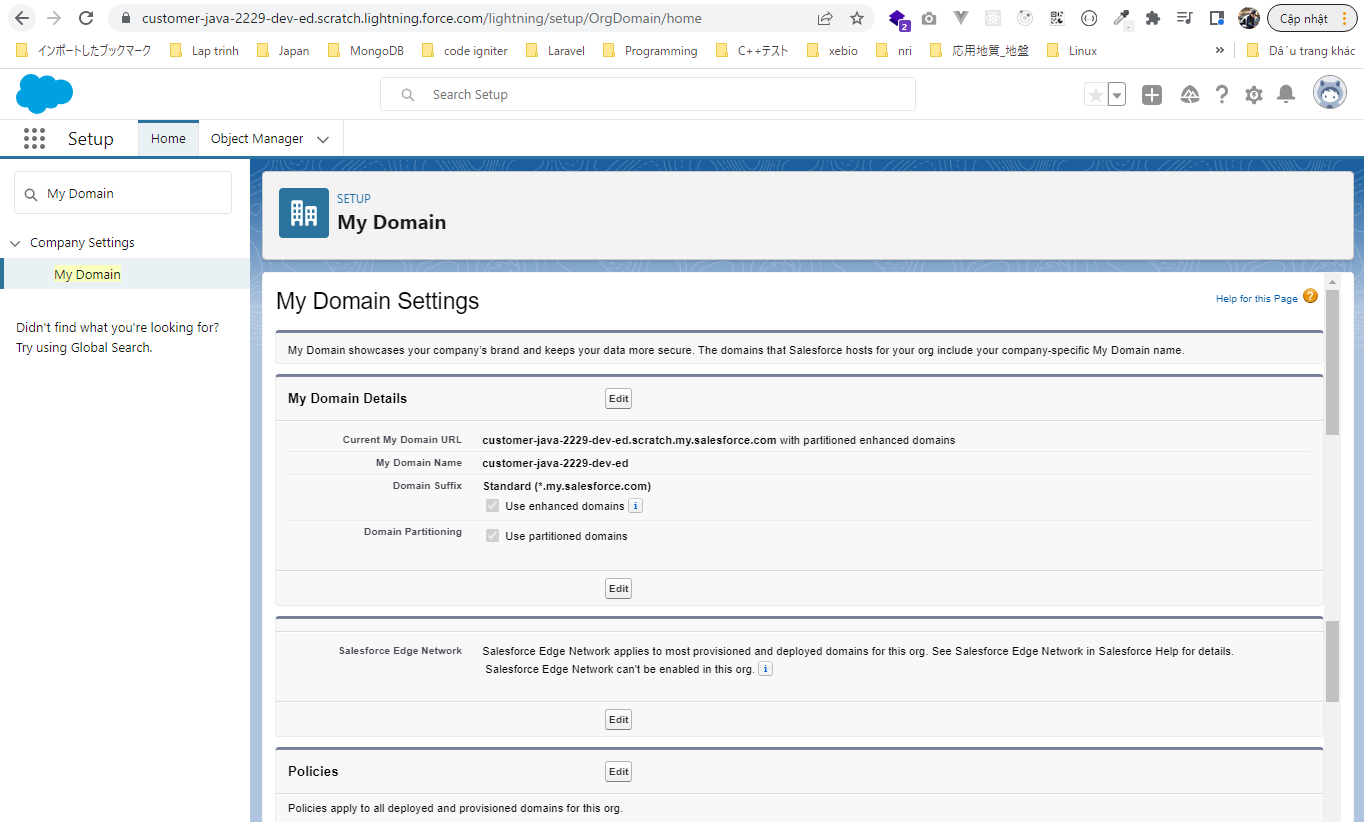 customer-java-2229-dev-ed.scratch.lightning.force.com/lightning/setup/OrgDomain/home
2
Cập nhật
インポートしたブックマーク Lap trinh Japan MongoDB code igniter Laravel Programming C++テスト xebio nri 応用地質_地盤 Linux » Dấu trang khác
Search Setup
Setup Home Object Manager
My Domain
Company Settings
My Domain
Didn't find what you're looking for?
Try using Global Search.
SETUP
My Domain
My Domain Settings
Help for this Page ?
My Domain showcases your company's brand and keeps your data more secure. The domains that Salesforce hosts for your org include your company-specific My Domain name.
My Domain Details Edit
Current My Domain URL customer-java-2229-dev-ed.scratch.my.salesforce.com with partitioned enhanced domains
My Domain Name customer-java-2229-dev-ed
Domain Suffix Standard (*.my.salesforce.com)
Use enhanced domains i
Domain Partitioning Use partitioned domains
Edit
Salesforce Edge Network Salesforce Edge Network applies to most provisioned and deployed domains for this org. See Salesforce Edge Network in Salesforce Help for details.
Salesforce Edge Network can't be enabled in this org. i
Edit
Policies Edit
Policies apply to all deployed and provisioned domains for this org.